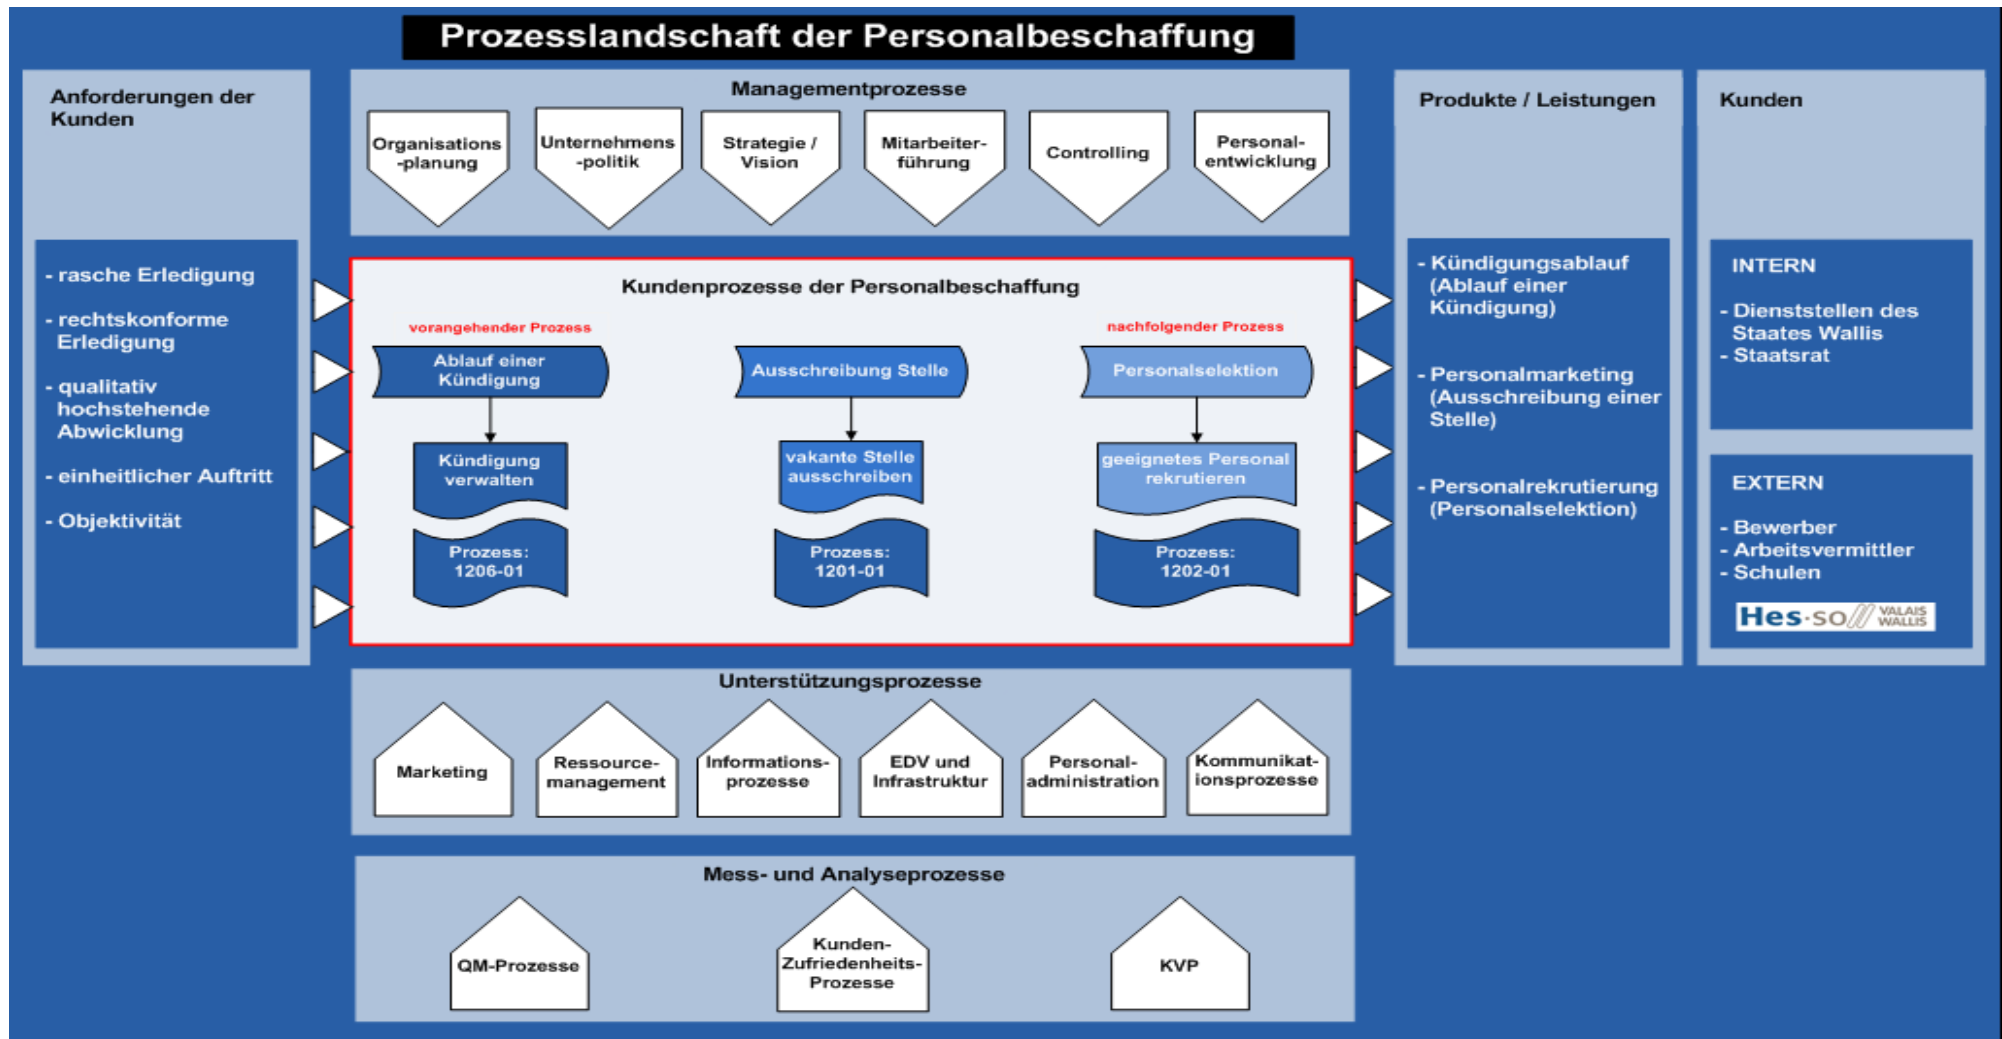 Prozesslandschaft der Personalbeschaffung
Anforderungen der
Kunden
- rasche Erledigung
- rechtskonforme
Erledigung
- qualitativ
hochstehende
Abwicklung
- einheitlicher Auftritt
- Objektivität
Managementprozesse
Organisations
-planung
Unternehmens
-politik
Strategie /
Vision
Mitarbeiter-
führung
Controlling
Personal-
entwicklung
Kundenprozesse der Personalbeschaffung
vorangehender Prozess
Ablauf einer
Kündigung
Kündigung
verwalten
Prozess:
1206-01
Ausschreibung Stelle
vakante Stelle
ausschreiben
Prozess:
1201-01
nachfolgender Prozess
Personalselektion
geeignetes Personal
rekrutieren
Prozess:
1202-01
Unterstützungsprozesse
Marketing
Ressource-
management
Informations-
prozesse
EDV und
Infrastruktur
Personal-
administration
Kommunikat-
ionsprozesse
Mess- und Analyseprozesse
QM-Prozesse
Kunden-
Zufriedenheits-
Prozesse
KVP
Produkte / Leistungen
- Kündigungsablauf
(Ablauf einer
Kündigung)
- Personalmarketing
(Ausschreibung einer
Stelle)
- Personalrekrutierung
(Personalselektion)
Kunden
INTERN
- Dienststellen des
Staates Wallis
- Staatsrat
EXTERN
- Bewerber
- Arbeitsvermittler
- Schulen
Hes·so// VALAIS
WALLIS